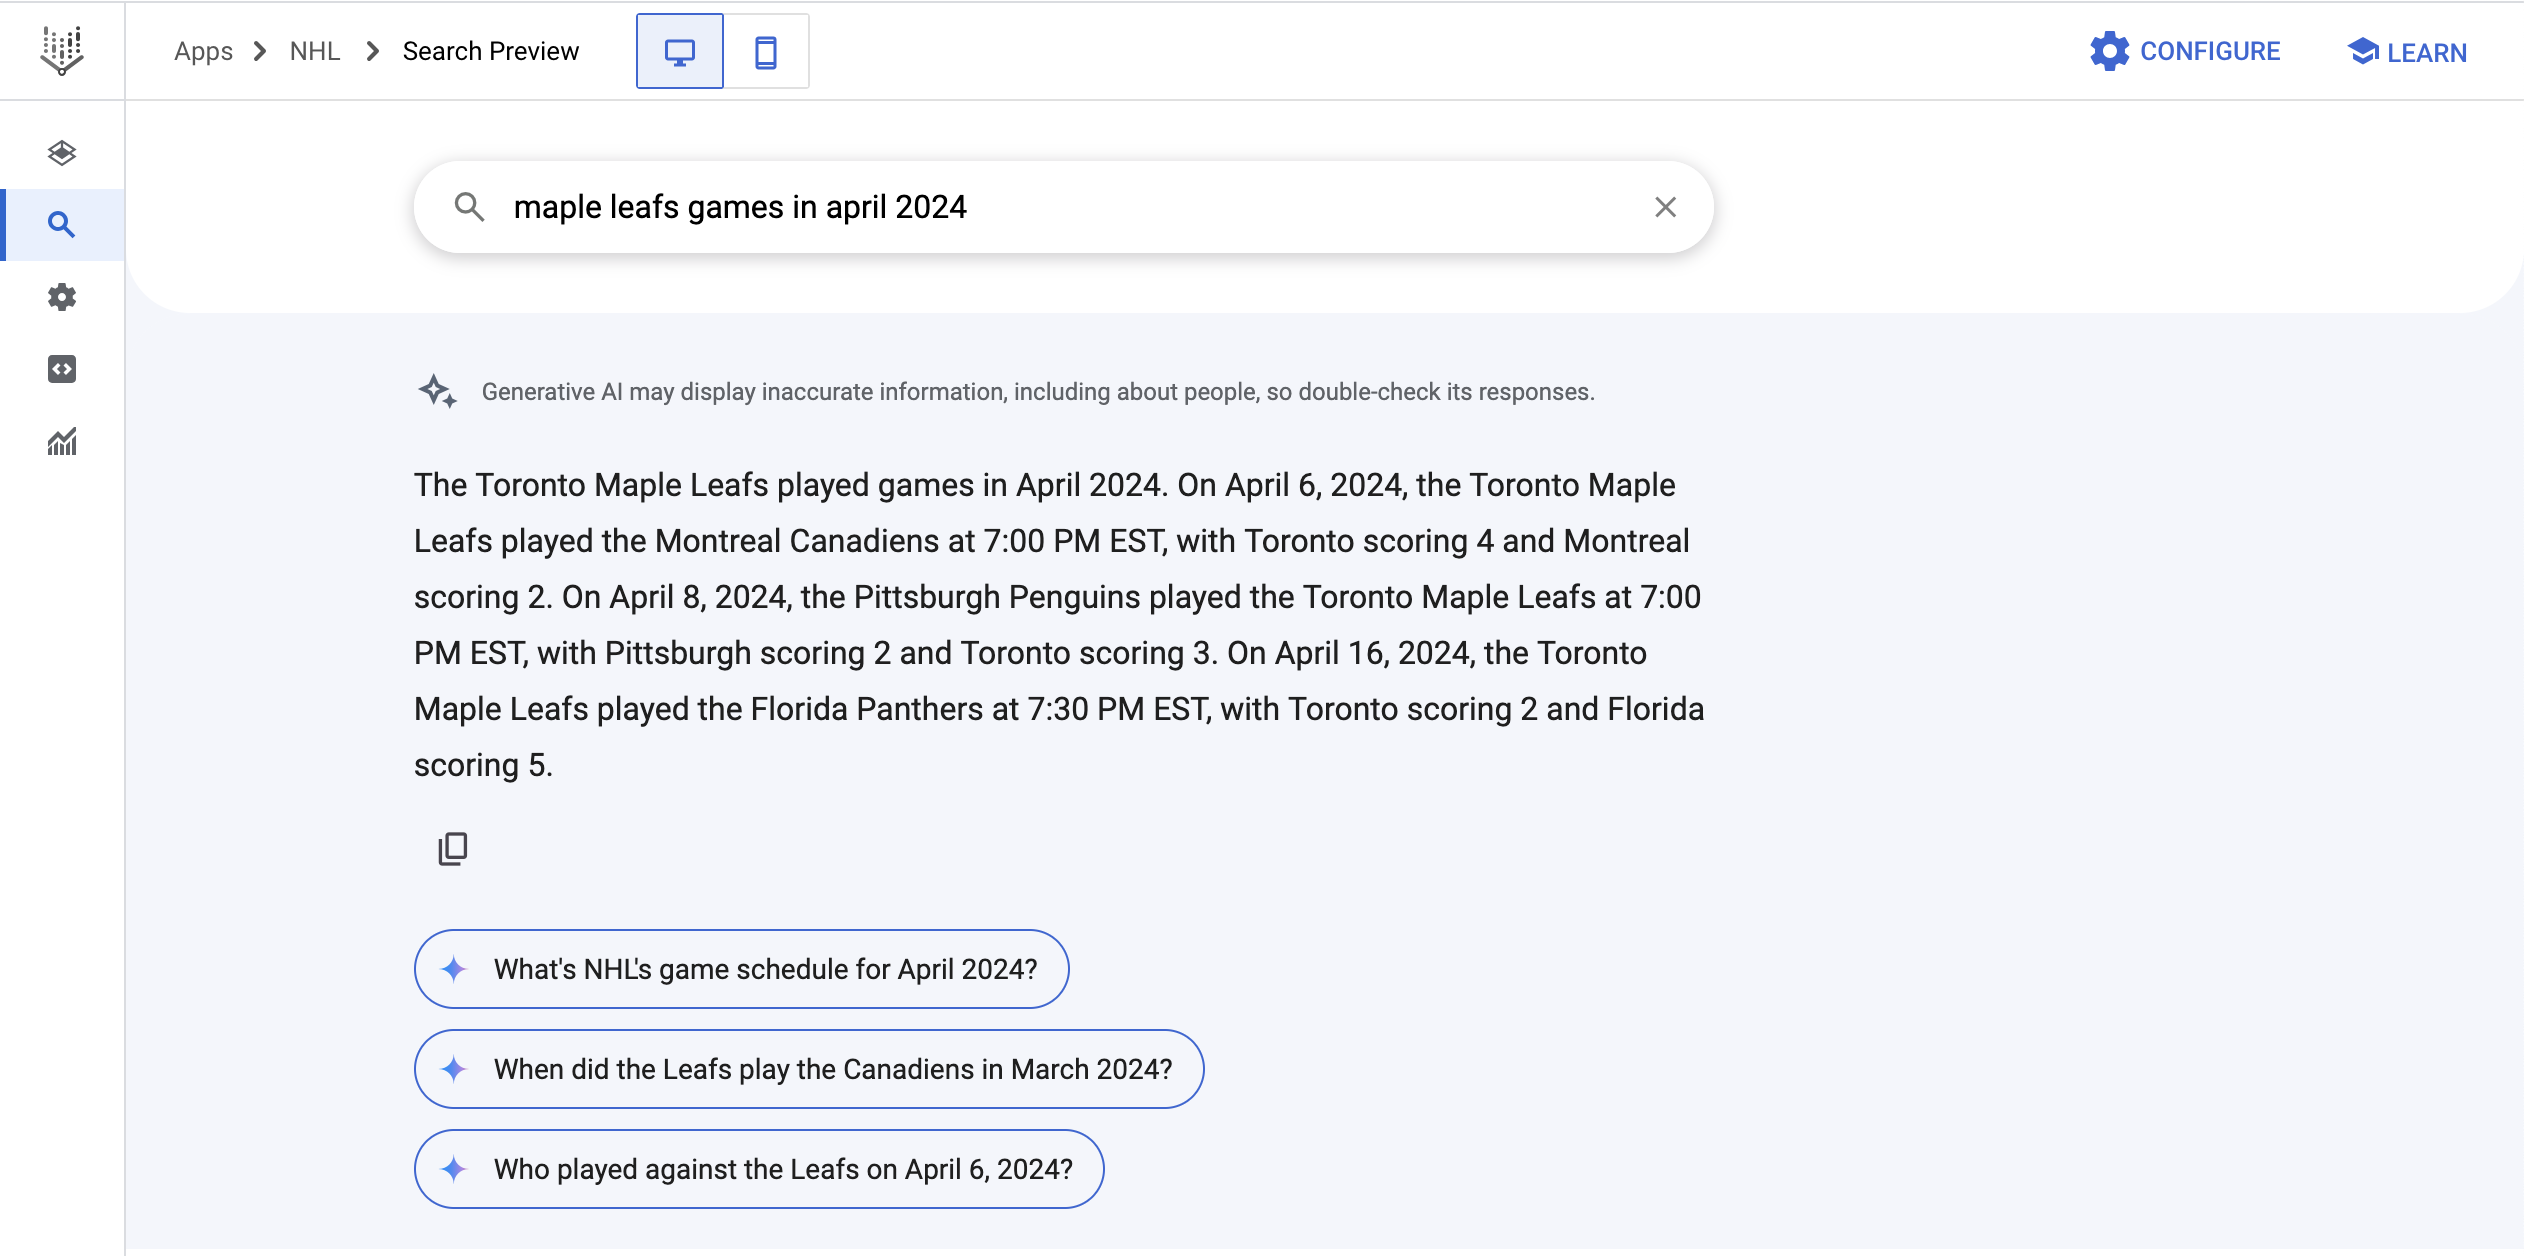 Apps > NHL > Search Preview
CONFIGURE
LEARN
maple leafs games in april 2024
Generative AI may display inaccurate information, including about people, so double-check its responses.
The Toronto Maple Leafs played games in April 2024. On April 6, 2024, the Toronto Maple
Leafs played the Montreal Canadiens at 7:00 PM EST, with Toronto scoring 4 and Montreal
scoring 2. On April 8, 2024, the Pittsburgh Penguins played the Toronto Maple Leafs at 7:00
PM EST, with Pittsburgh scoring 2 and Toronto scoring 3. On April 16, 2024, the Toronto
Maple Leafs played the Florida Panthers at 7:30 PM EST, with Toronto scoring 2 and Florida
scoring 5.
What's NHL's game schedule for April 2024?
When did the Leafs play the Canadiens in March 2024?
Who played against the Leafs on April 6, 2024?